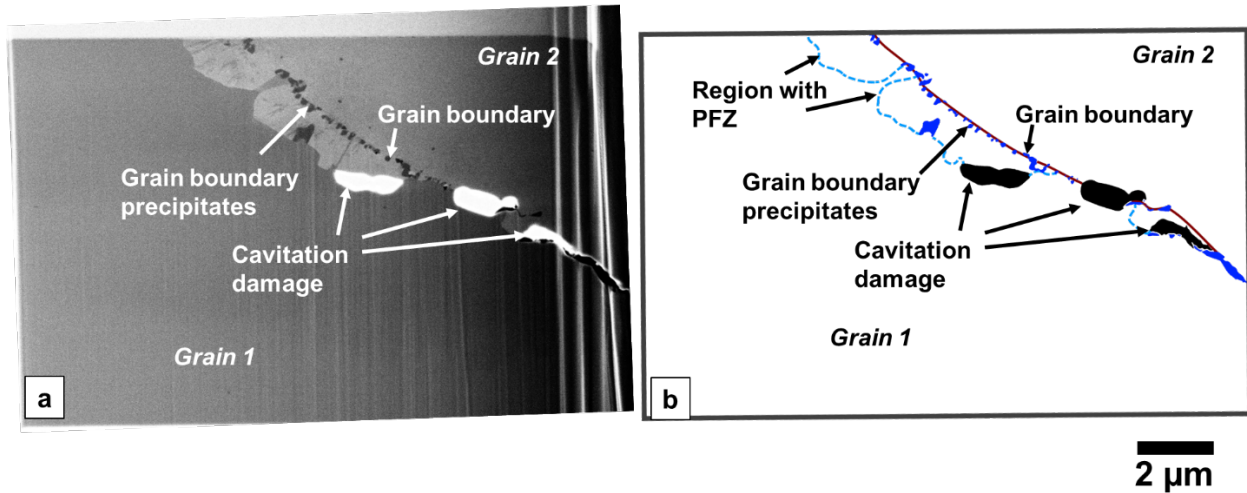 Grain 2
Grain boundary
Grain boundary
precipitates
Cavitation
damage
Grain 1
a
Grain 2
Region with
PFZ
Grain boundary
Grain boundary
precipitates
Cavitation
damage
Grain 1
b
2 µm